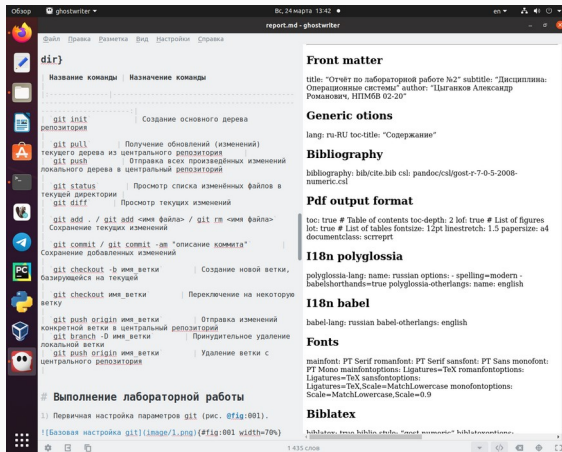 Обзор
ghostwriter
Вс, 24 марта 13:42
en
report.md - ghostwriter
Файл Правка Разметка Вид Настройки Справка
dir}
| Название команды | Назначение команды
| git init | Создание основного дерева
репозитория
| git pull | Получение обновлений (изменений)
текущего дерева из центрального репозитория |
| git push | Отправка всех произведённых изменений
локального дерева в центральный репозиторий
| git status | Просмотр списка изменённых файлов в
текущей директории |
| git diff | Просмотр текущих изменений
| git add . / git add <имя файла> / git rm <имя файла>
| Сохранение текущих изменений
| git commit / git commit -am "описание коммита" |
Сохранение добавленных изменений
| git checkout -b имя_ветки | Создание новой ветки,
базирующейся на текущей
| git checkout имя_ветки | Переключение на некоторую
ветку
| git push origin имя_ветки | Отправка изменений
конкретной ветки в центральный репозиторий
| git branch -D имя_ветки | Принудительное удаление
локальной ветки
| git push origin имя_ветки | Удаление ветки с
центрального репозитория
# Выполнение лабораторной работы
1) Первичная настройка параметров git (рис. @fig:001).
![Базовая настройка git](image/1.png){#fig:001 width=70%}
Front matter
title: “Отчёт по лабораторной работе №2” subtitle: “Дисциплина:
Операционные системы” author: “Цыганков Александр
Романович, НПМбВ 02-20”
Generic otions
lang: ru-RU toc-title: “Содержание”
Bibliography
bibliography: bib/cite.bib csl: pandoc/csl/gost-r-7-0-5-2008-
numeric.csl
Pdf output format
toc: true # Table of contents toc-depth: 2 lof: true # List of figures
lot: true # List of tables fontsize: 12pt linestretch: 1.5 papersize: a4
documentclass: scrreprt
I18n polyglossia
polyglossia-lang: name: russian options: - spelling=modern -
babelshorthands=true polyglossia-otherlangs: name: english
I18n babel
babel-lang: russian babel-otherlangs: english
Fonts
mainfont: PT Serif romanfont: PT Serif sansfont: PT Sans monofont:
PT Mono mainfontoptions: Ligatures=TeX romanfontoptions:
Ligatures=TeX sansfontoptions:
Ligatures=TeX,Scale=MatchLowercase monofontoptions:
Scale=MatchLowercase,Scale=0.9
Biblatex
biblatex: true biblio-style: “gost-numeric” biblatexoptions:
1 435 слов